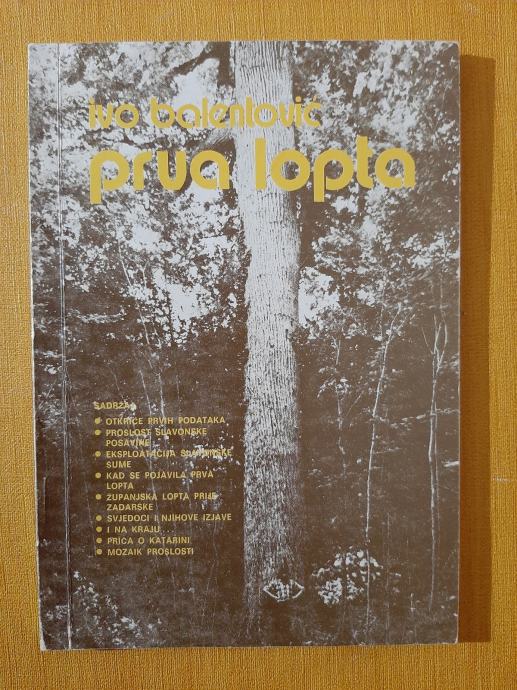 ivo balentović
prva lopta
SADRŽAJ
● OTKRIĆE PRVIH PODATAKA
● PROŠLOST SLAVONSKE
POSAVINE
● EKSPLOATACIJA SLAVONSKE
ŠUME
● KAD SE POJAVILA PRVA
LOPTA
● ŽUPANJSKA LOPTA PRIJE
ZADARSKE
● SVJEDOCI I NJIHOVE IZJAVE
● I NA KRAJU . . .
● PRIČA O KATARINI
● MOZAIK PROŠLOSTI